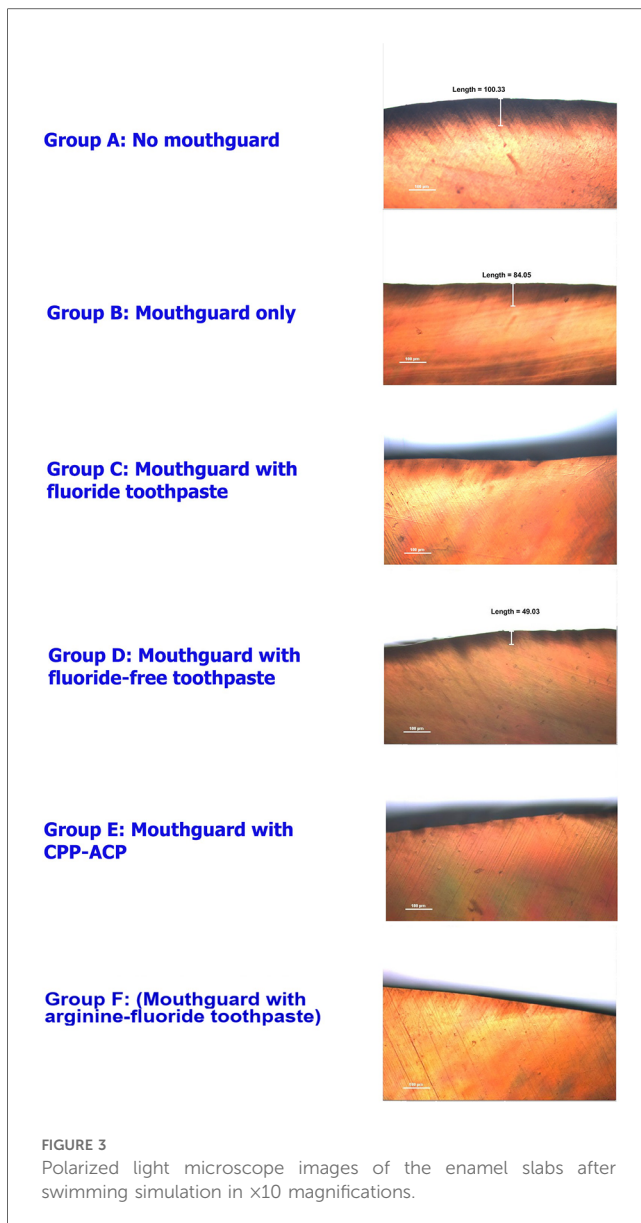 Length = 100.33
Group A: No mouthguard
100 µm
Length = 84.05
Group B: Mouthguard only
100 µm
Group C: Mouthguard with
fluoride toothpaste
100 µm
Length = 49.03
Group D: Mouthguard with
fluoride-free toothpaste
100 µm
Group E: Mouthguard with
CPP-ACP
100 µm
Group F: (Mouthguard with
arginine-fluoride toothpaste)
100 µm
FIGURE 3
Polarized light microscope images of the enamel slabs after
swimming simulation in ×10 magnifications.